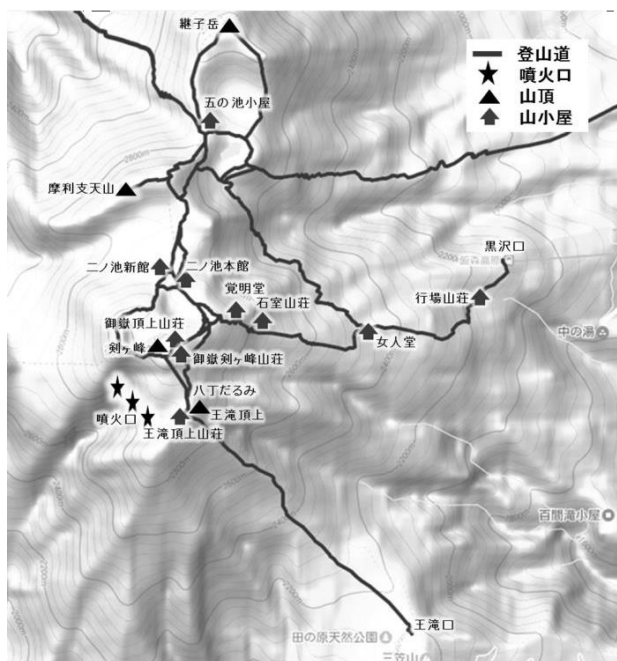 継子岳
登山道
噴火口
山頂
山小屋
五の池小屋
2800m
摩利支天山
黒沢口
二ノ池新館
二ノ池本館
覚明堂
石室山荘
行場山荘
御嶽頂上山荘
中の湯
女人堂
剣ヶ峰
御嶽剣ヶ峰山荘
八丁だるみ
王滝頂上
噴火口
王滝頂上山荘
百間滝小屋
王滝口
田の原天然公園
三笠山